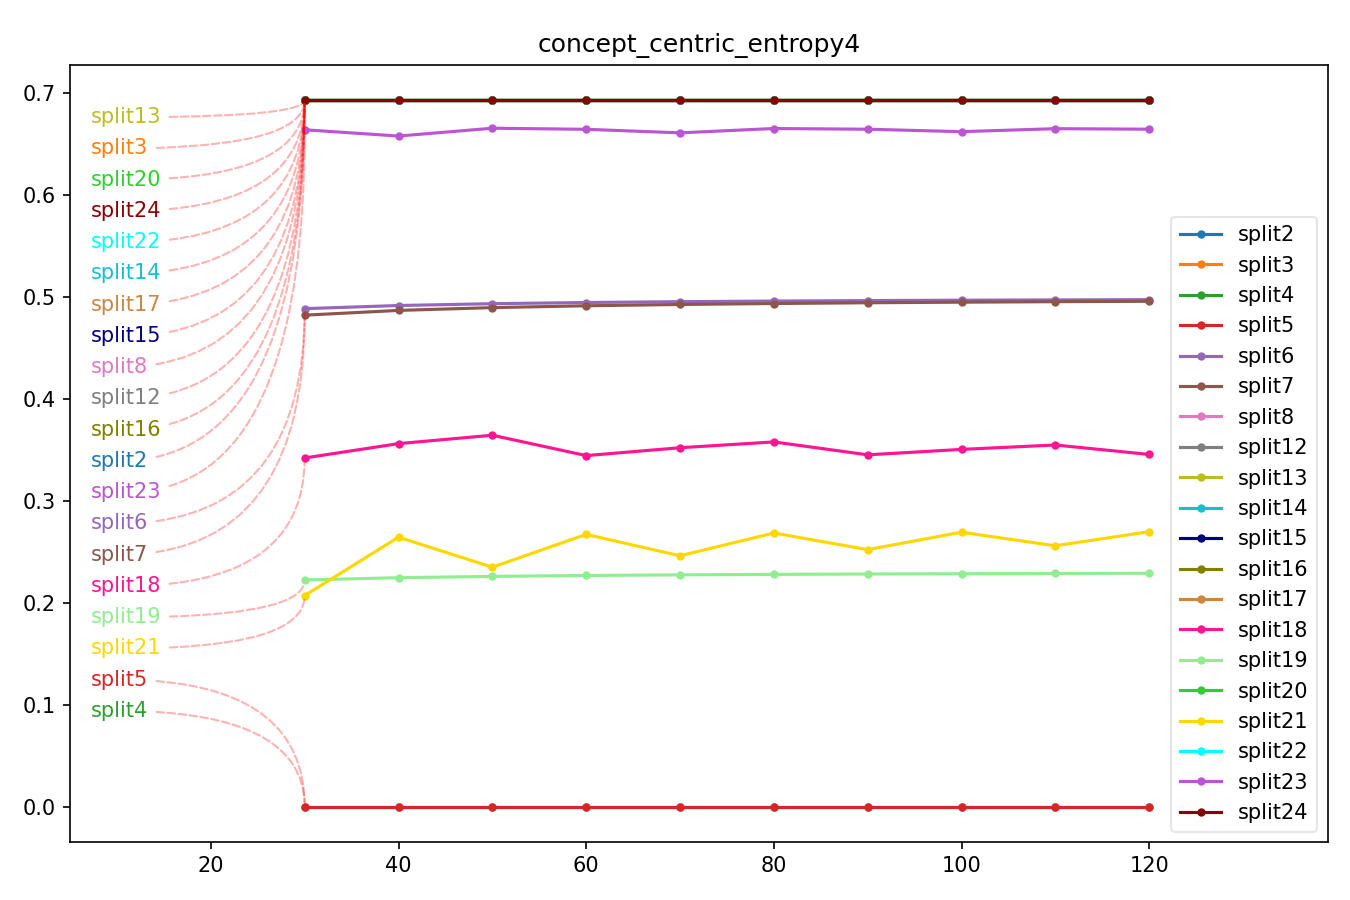 concept_centric_entropy4
0.7
0.6
0.5
0.4
0.3
0.2
0.1
0.0
split13
split3
split20
split24
split22
split14
split17
split15
split8
split12
split16
split2
split23
split6
split7
split18
split19
split21
split5
split4
split2
split3
split4
split5
split6
split7
split8
split12
split13
split14
split15
split16
split17
split18
split19
split20
split21
split22
split23
split24
20 40 60 80 100 120